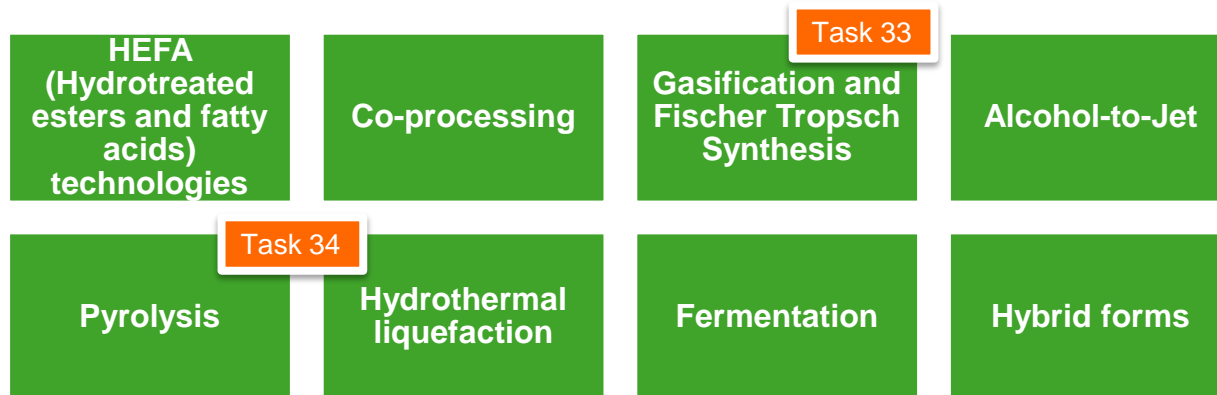 HEFA
(Hydrotreated
esters and fatty
acids)
technologies
Co-processing
Task 33
Gasification and
Fischer Tropsch
Synthesis
Alcohol-to-Jet
Task 34
Pyrolysis
Hydrothermal
liquefaction
Fermentation
Hybrid forms